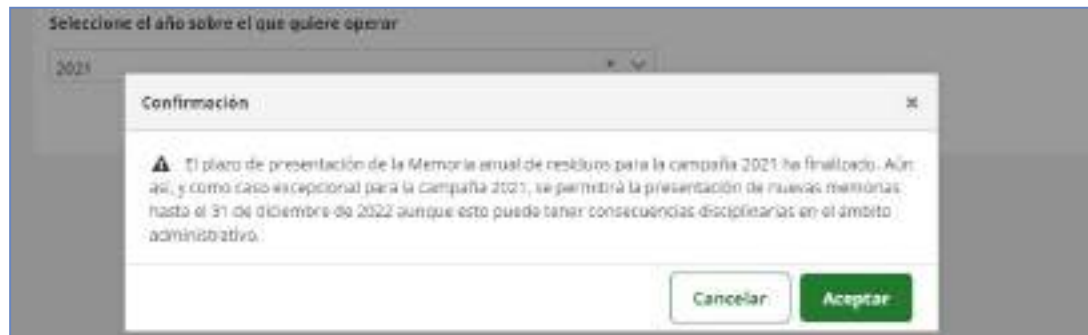 Seleccione el año sobre el que quiere operar
2021
Confirmación
El plazo de presentación de la Memoria anual de residuos para la campaña 2021 ha finalizado. Aún
así, y como caso excepcional para la campaña 2021, se permitirá la presentación de nuevas memorias
hasta el 31 de diciembre de 2022 aunque esto puede tener consecuencias disciplinarias en el ámbito
administrativo.
Cancelar
Aceptar